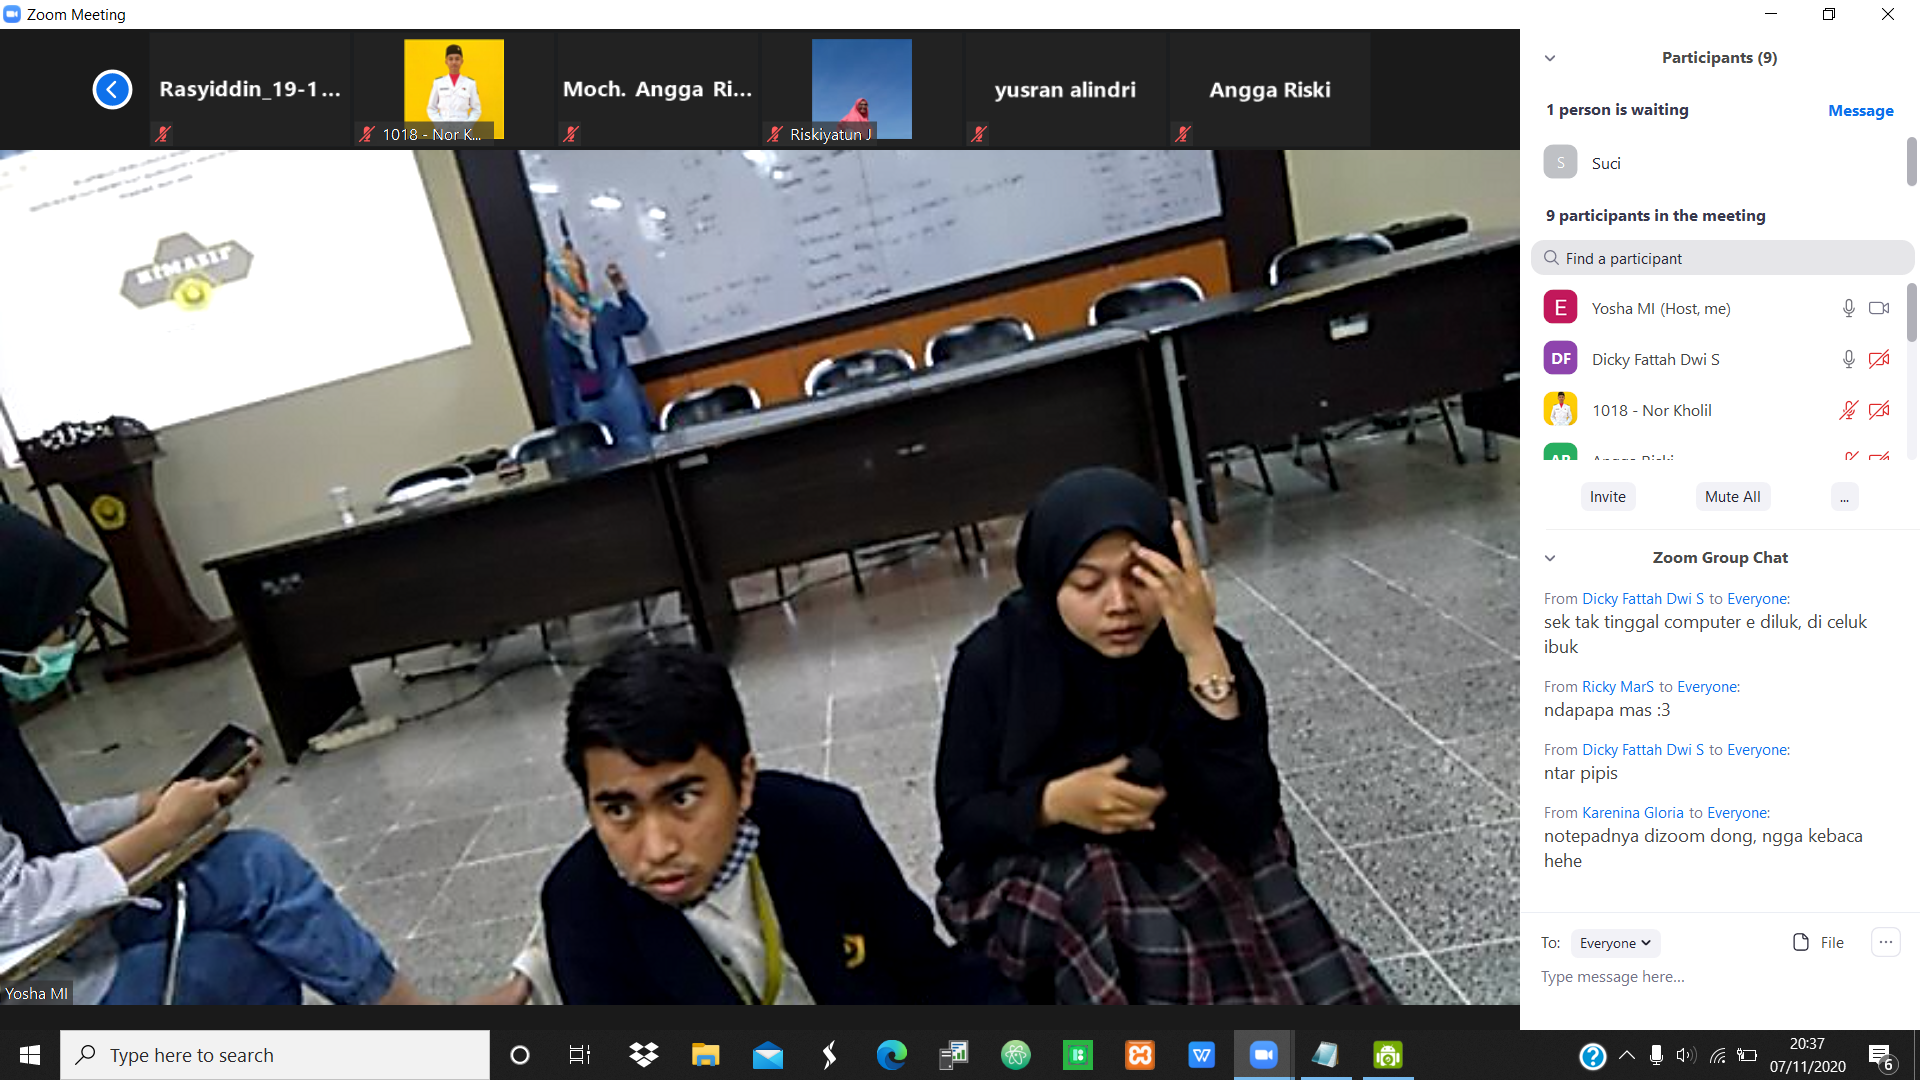 Zoom Meeting
Rasyiddin_19-1...
1018 - Nor K...
Moch. Angga Ri...
Riskiyatun J
yusran alindri
Angga Riski
HIMASIF
Yosha MI
Participants (9)
1 person is waiting
Message
S
Suci
9 participants in the meeting
Find a participant
E
Yosha MI (Host, me)
DF
Dicky Fattah Dwi S
1018 - Nor Kholil
AR
Angga Riski
Invite
Mute All
...
Zoom Group Chat
From Dicky Fattah Dwi S to Everyone:
sek tak tinggal computer e diluk, di celuk
ibuk
From Ricky MarS to Everyone:
ndapapa mas :3
From Dicky Fattah Dwi S to Everyone:
ntar pipis
From Karenina Gloria to Everyone:
notepadnya dizoom dong, ngga kebaca
hehe
To:
Everyone
File
...
Type message here...
Type here to search
20:37
07/11/2020
6